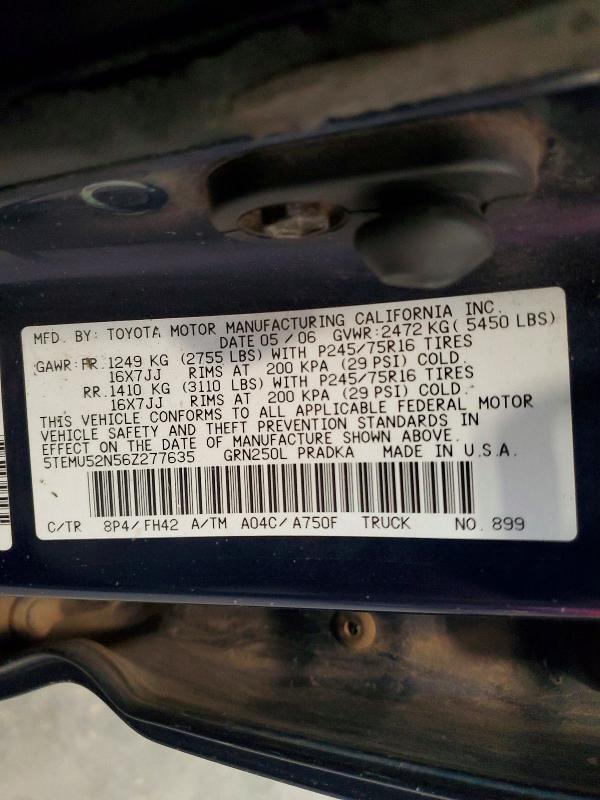 MFD. BY: TOYOTA MOTOR MANUFACTURING CALIFORNIA INC.
DATE 05/06 GVWR: 2472 KG( 5450 LBS)
GAWR: FR. 1249 KG (2755 LBS) WITH P245/75R16 TIRES
16X7JJ RIMS AT 200 KPA (29 PSI) COLD.
RR. 1410 KG (3110 LBS) WITH P245/75R16 TIRES
16X7JJ RIMS AT 200 KPA (29 PSI) COLD.
THIS VEHICLE CONFORMS TO ALL APPLICABLE FEDERAL MOTOR
VEHICLE SAFETY AND THEFT PREVENTION STANDARDS IN
EFFECT ON THE DATE OF MANUFACTURE SHOWN ABOVE.
5TEMU52N56Z277635 GRN250L PRADKA MADE IN U.S.A.
C/TR 8P4/FH42 A/TM A04C/A750F TRUCK NO. 899